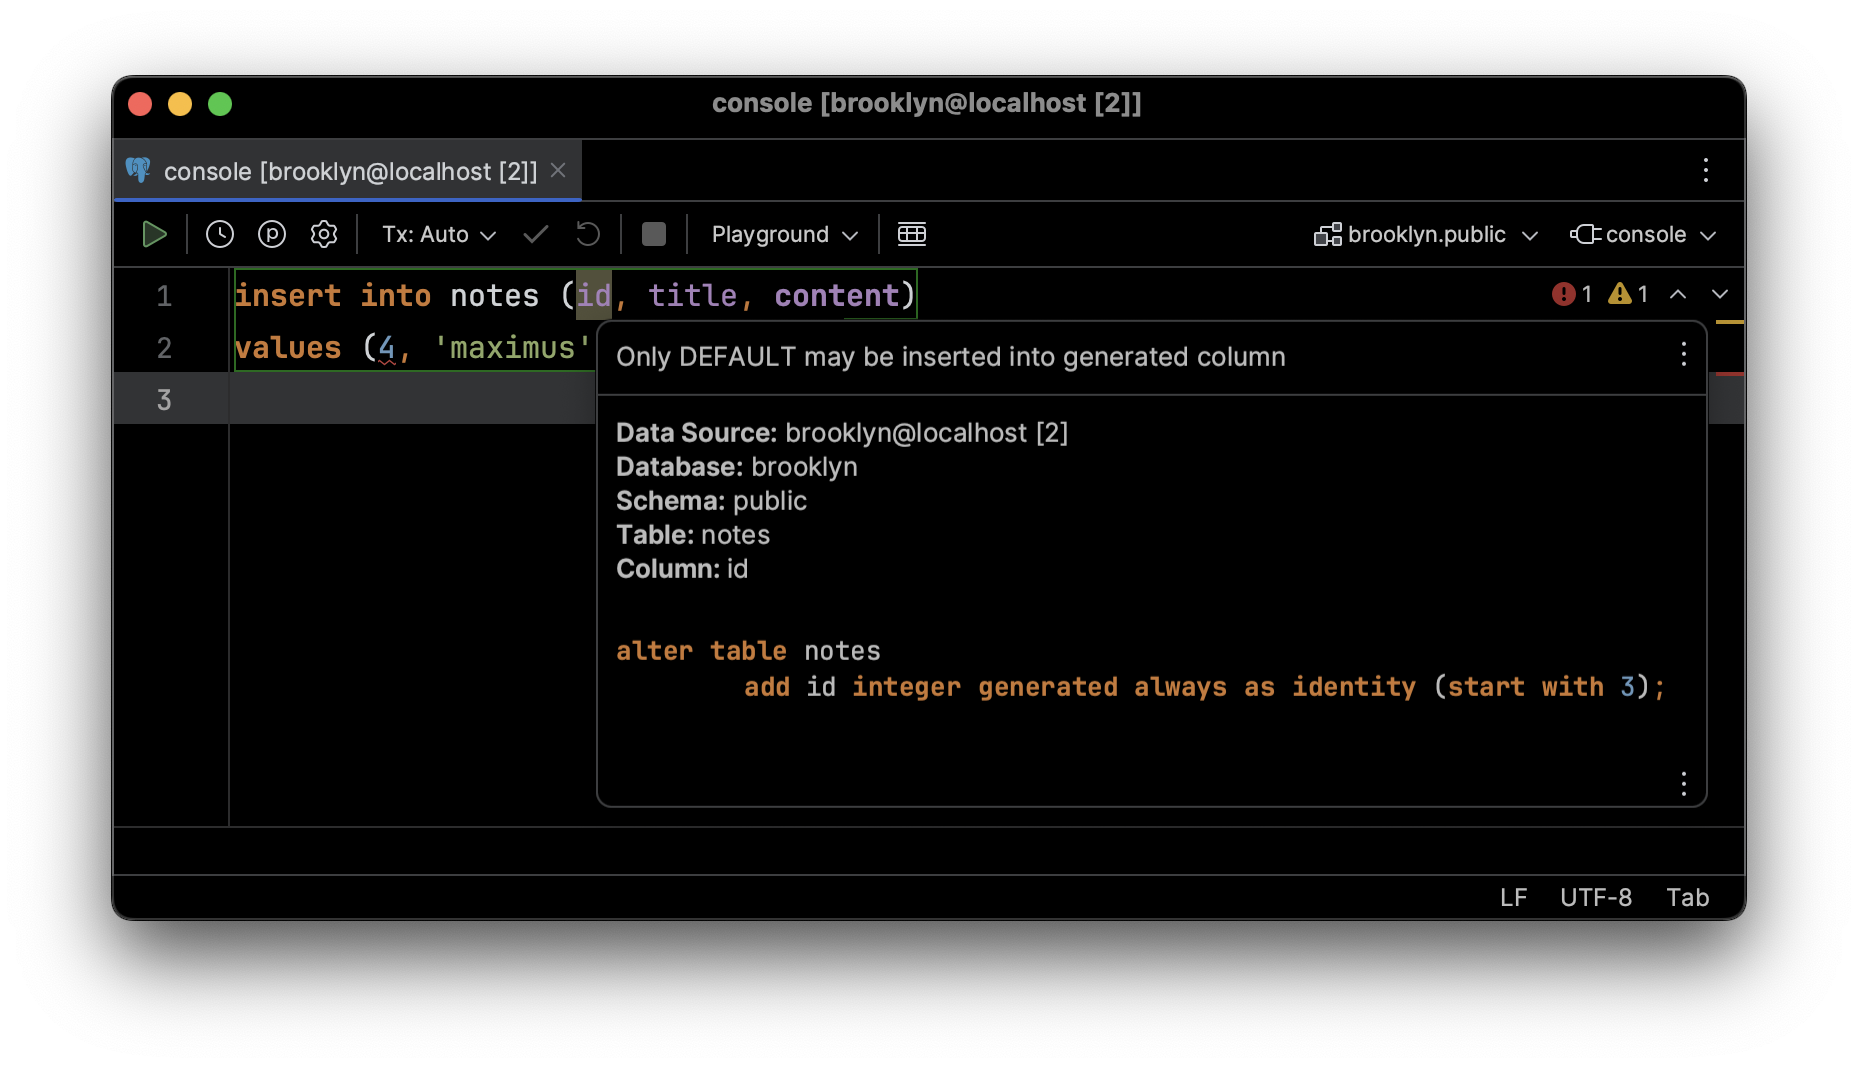 console [brooklyn@localhost [2]]
console [brooklyn@localhost [2]]
Tx: Auto Playground brooklyn.public console
1 insert into notes (id, title, content) 1 1
2 values (4, 'maximus'
3
Only DEFAULT may be inserted into generated column
Data Source: brooklyn@localhost [2]
Database: brooklyn
Schema: public
Table: notes
Column: id
alter table notes
add id integer generated always as identity (start with 3);
LF UTF-8 Tab